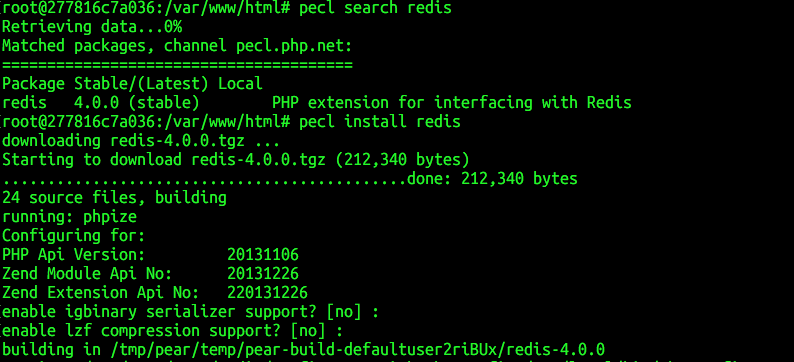 [root@277816c7a036:/var/www/html# pecl search redis
Retrieving data...0%
Matched packages, channel pecl.php.net:
=======================================
Package Stable/(Latest) Local
redis   4.0.0 (stable)        PHP extension for interfacing with Redis
[root@277816c7a036:/var/www/html# pecl install redis
downloading redis-4.0.0.tgz ...
Starting to download redis-4.0.0.tgz (212,340 bytes)
.............................................done: 212,340 bytes
24 source files, building
running: phpize
Configuring for:
PHP Api Version:         20131106
Zend Module Api No:      20131226
Zend Extension Api No:   220131226
[enable igbinary serializer support? [no] :
[enable lzf compression support? [no] :
building in /tmp/pear/temp/pear-build-defaultuser2riBUx/redis-4.0.0